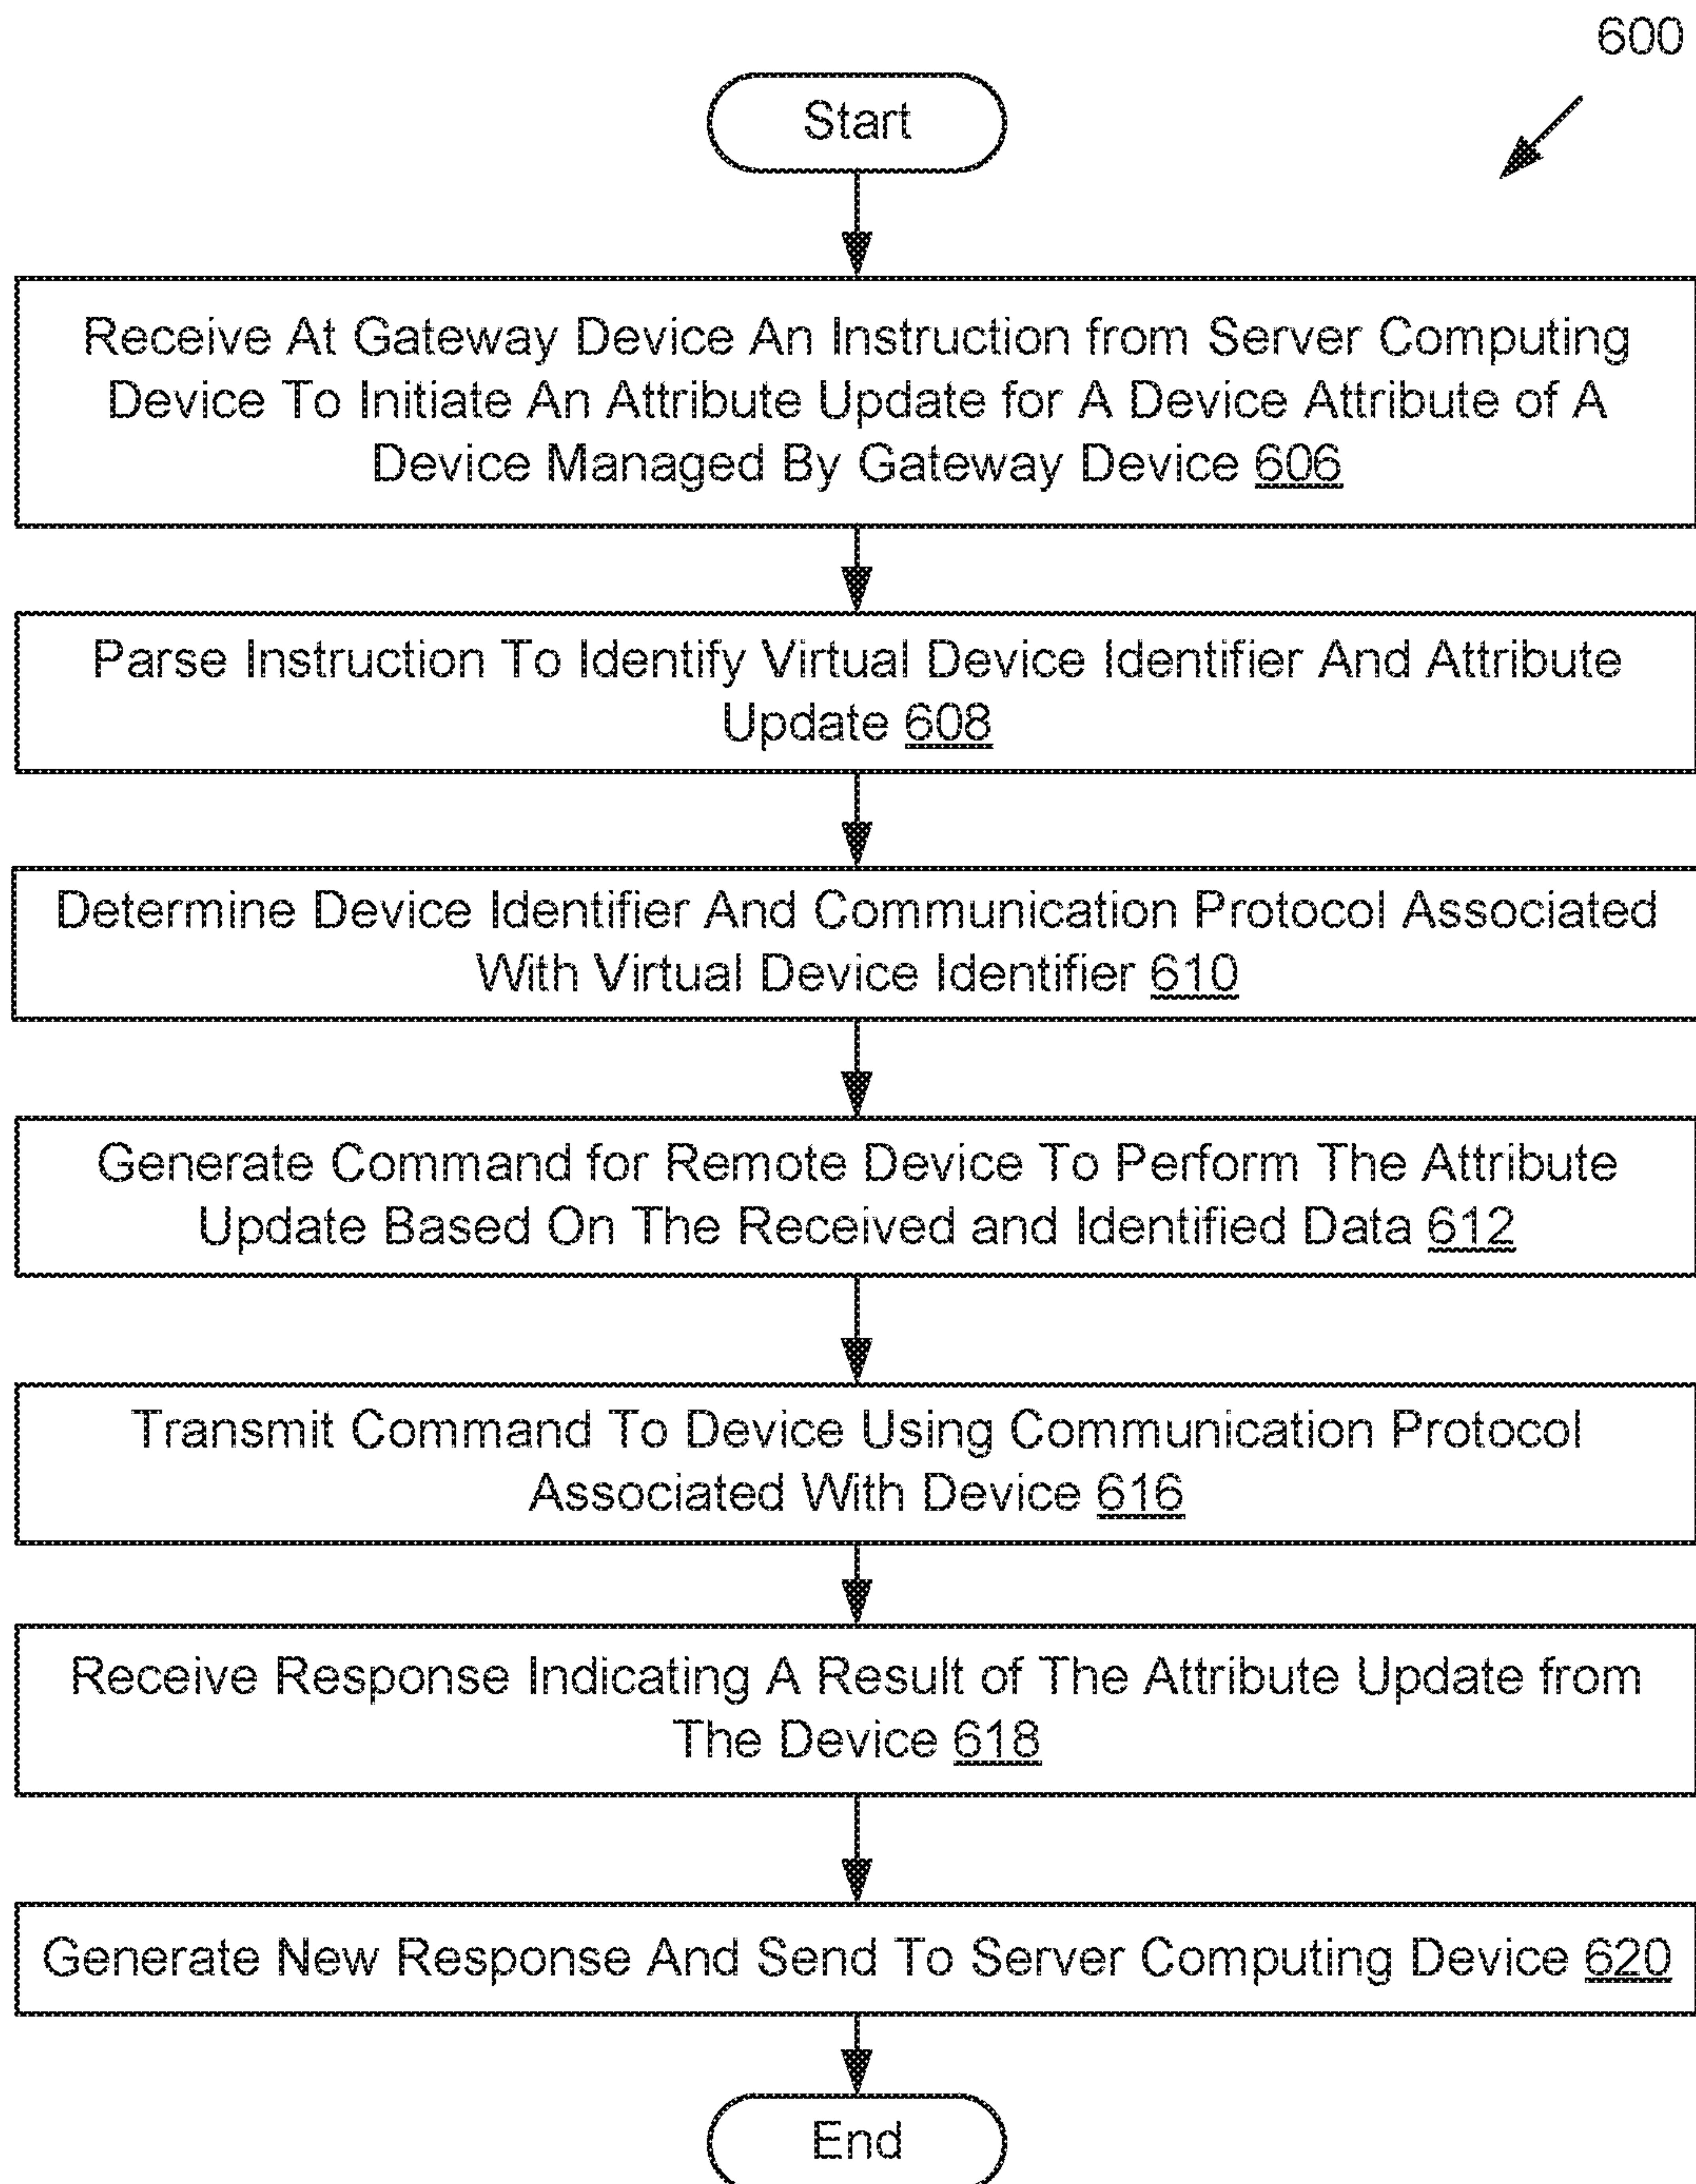 600
Start
Receive At Gateway Device An Instruction from Server Computing
Device To Initiate An Attribute Update for A Device Attribute of A
Device Managed By Gateway Device 606
Parse Instruction To Identify Virtual Device Identifier And Attribute
Update 608
Determine Device Identifier And Communication Protocol Associated
With Virtual Device Identifier 610
Generate Command for Remote Device To Perform The Attribute
Update Based On The Received and Identified Data 612
Transmit Command To Device Using Communication Protocol
Associated With Device 616
Receive Response Indicating A Result of The Attribute Update from
The Device 618
Generate New Response And Send To Server Computing Device 620
End